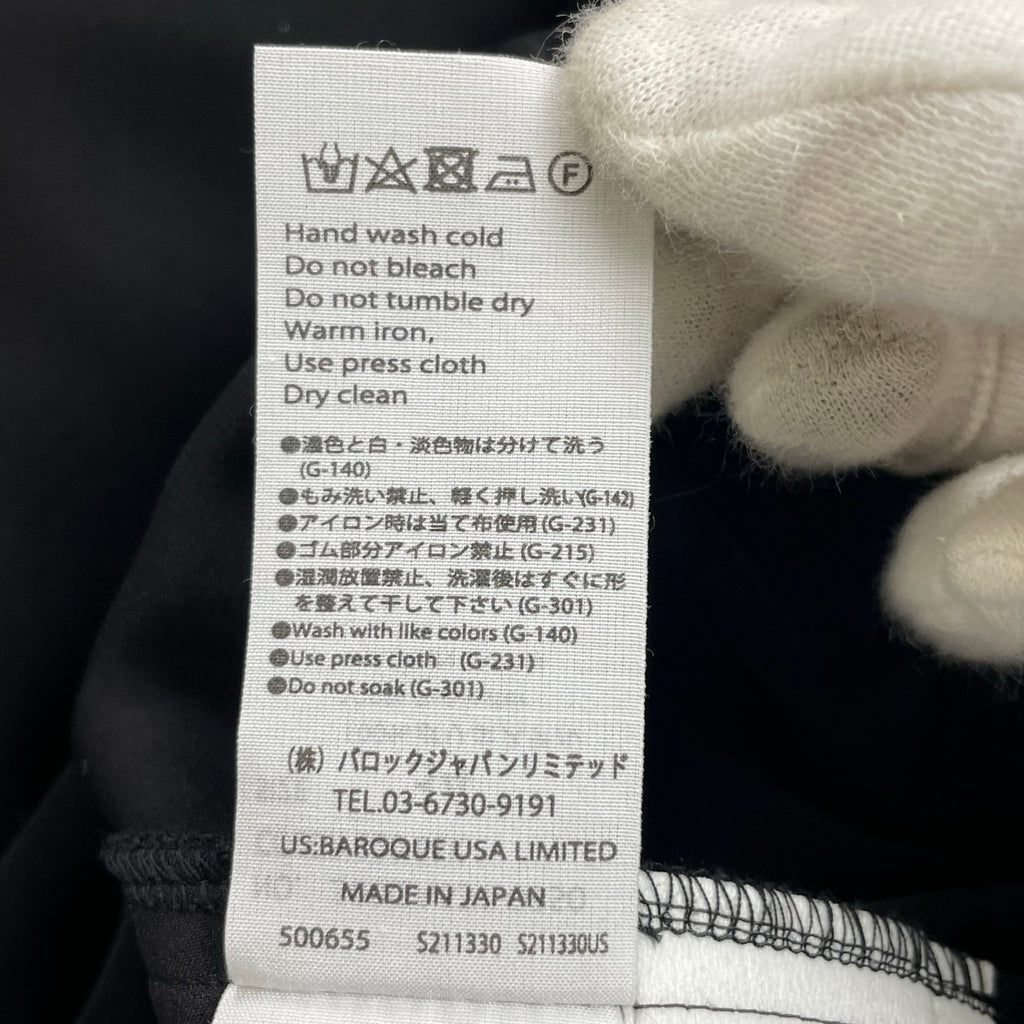 F
Hand wash cold
Do not bleach
Do not tumble dry
Warm iron,
Use press cloth
Dry clean
●濃色と白・淡色物は分けて洗う
(G-140)
●もみ洗い禁止、軽く押し洗い(G-142)
●アイロン時は当て布使用(G-231)
●ゴム部分アイロン禁止(G-215)
●湿潤放置禁止、洗濯後はすぐに形
を整えて干して下さい(G-301)
●Wash with like colors (G-140)
●Use press cloth (G-231)
●Do not soak (G-301)
(株) バロックジャパンリミテッド
TEL.03-6730-9191
US:BAROQUE USA LIMITED
MADE IN JAPAN
500655 S211330 S211330US